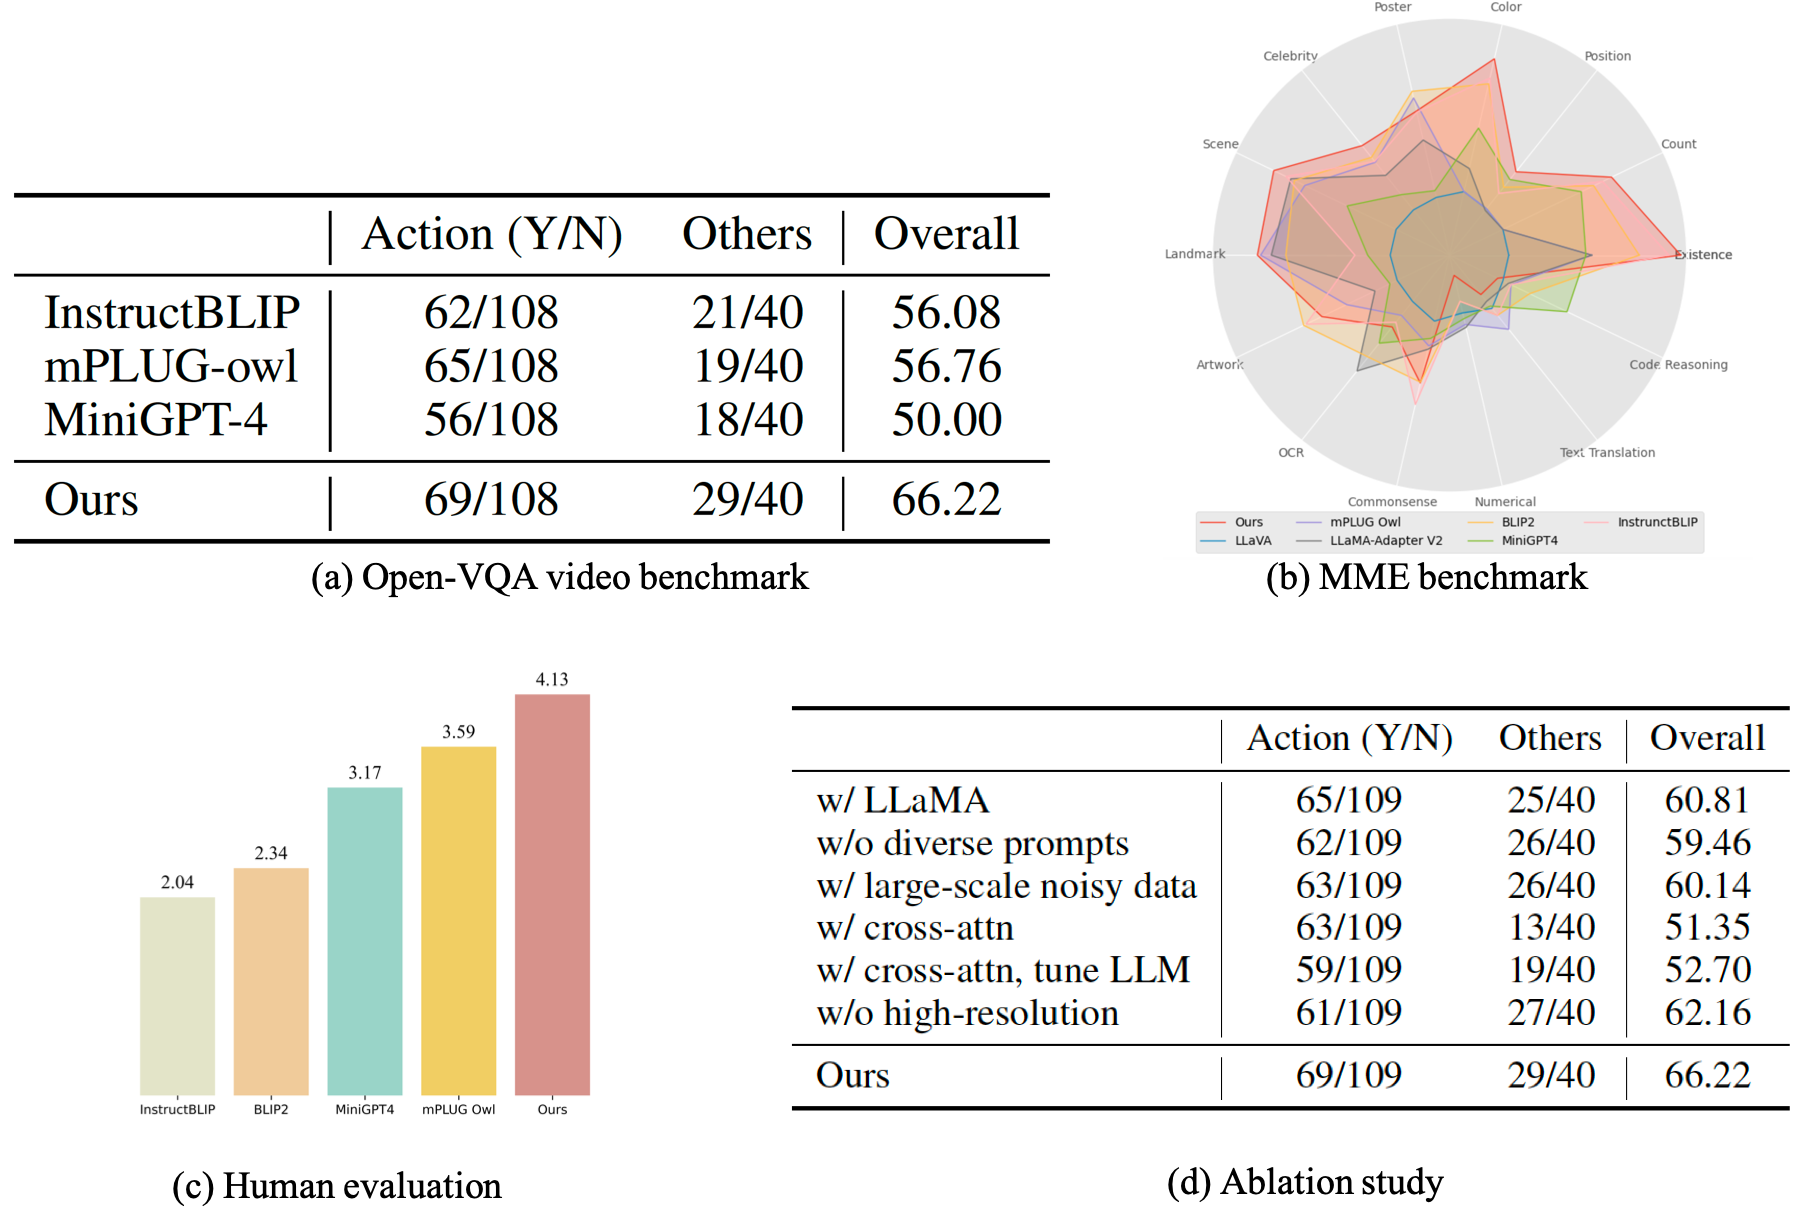 Action (Y/N) Others Overall
InstructBLIP 62/108 21/40 56.08
mPLUG-owl 65/108 19/40 56.76
MiniGPT-4 56/108 18/40 50.00
Ours 69/108 29/40 66.22
(a) Open-VQA video benchmark
Poster Color
Celebrity Position
Scene Count
Landmark Existence
Artwork Code Reasoning
OCR Text Translation
Commonsense Numerical
Ours mPLUG Owl BLIP2 InstrunctBLIP
LLaVA LLaMA-Adapter V2 MiniGPT4
(b) MME benchmark
4.13
3.59
3.17
2.34
2.04
InstructBLIP BLIP2 MiniGPT4 mPLUG Owl Ours
(c) Human evaluation
Action (Y/N) Others Overall
w/ LLaMA 65/109 25/40 60.81
w/o diverse prompts 62/109 26/40 59.46
w/ large-scale noisy data 63/109 26/40 60.14
w/ cross-attn 63/109 13/40 51.35
w/ cross-attn, tune LLM 59/109 19/40 52.70
w/o high-resolution 61/109 27/40 62.16
Ours 69/109 29/40 66.22
(d) Ablation study